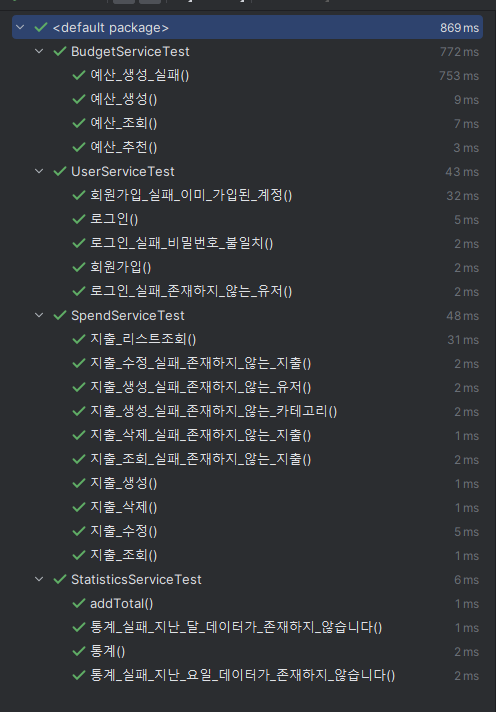 <default package> 869 ms
BudgetServiceTest 772 ms
예산_생성_실패() 753 ms
예산_생성() 9 ms
예산_조회() 7 ms
예산_추천() 3 ms
UserServiceTest 43 ms
회원가입_실패_이미_가입된_계정() 32 ms
로그인() 5 ms
로그인_실패_비밀번호_불일치() 2 ms
회원가입() 2 ms
로그인_실패_존재하지_않는_유저() 2 ms
SpendServiceTest 48 ms
지출_리스트조회() 31 ms
지출_수정_실패_존재하지_않는_지출() 2 ms
지출_생성_실패_존재하지_않는_유저() 2 ms
지출_생성_실패_존재하지_않는_카테고리() 2 ms
지출_삭제_실패_존재하지_않는_지출() 1 ms
지출_조회_실패_존재하지_않는_지출() 2 ms
지출_생성() 1 ms
지출_삭제() 1 ms
지출_수정() 5 ms
지출_조회() 1 ms
StatisticsServiceTest 6 ms
addTotal() 1 ms
통계_실패_지난_달_데이터가_존재하지_않습니다() 1 ms
통계() 2 ms
통계_실패_지난_요일_데이터가_존재하지_않습니다() 2 ms